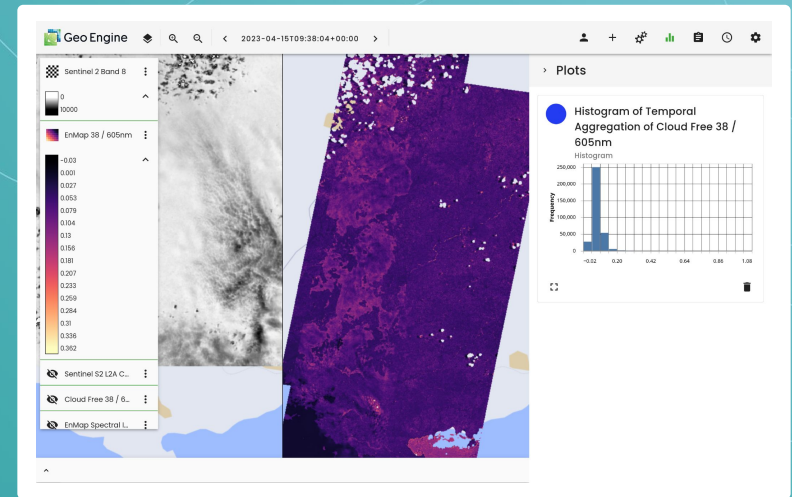 Geo Engine
2023-04-15T09:38:04+00:00
Sentinel 2 Band 8
0
10000
EnMap 38 / 605nm
-0.03
0.001
0.027
0.053
0.079
0.104
0.13
0.156
0.181
0.207
0.233
0.259
0.284
0.31
0.336
0.362
Sentinel S2 L2A C...
Cloud Free 38 / 6...
EnMap Spectral I...
Plots
Histogram of Temporal
Aggregation of Cloud Free 38 /
605nm
Histogram
250,000
200,000
150,000
100,000
50,000
0
Frequency
-0.02 0.20 0.42 0.64 0.86 1.08